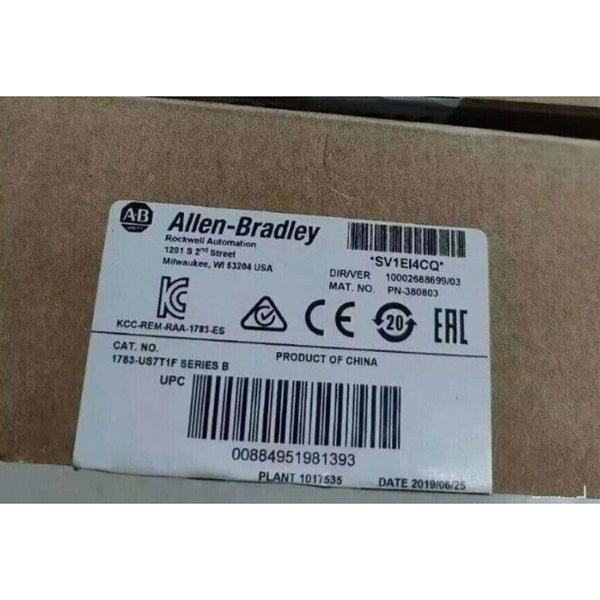 A-B
Allen-Bradley
Rockwell Automation
1201 S 2nd Street
Milwaukee, WI 53204 USA
*SV1EI4CQ*
DIR/VER 10002688699/03
MAT. NO. PN-380803
KCC-REM-RAA-1783-ES
CE
20
EAC
CAT. NO.
1783-US7T1F SERIES B
PRODUCT OF CHINA
UPC
00884951981393
PLANT 1017535
DATE 2019/06/25